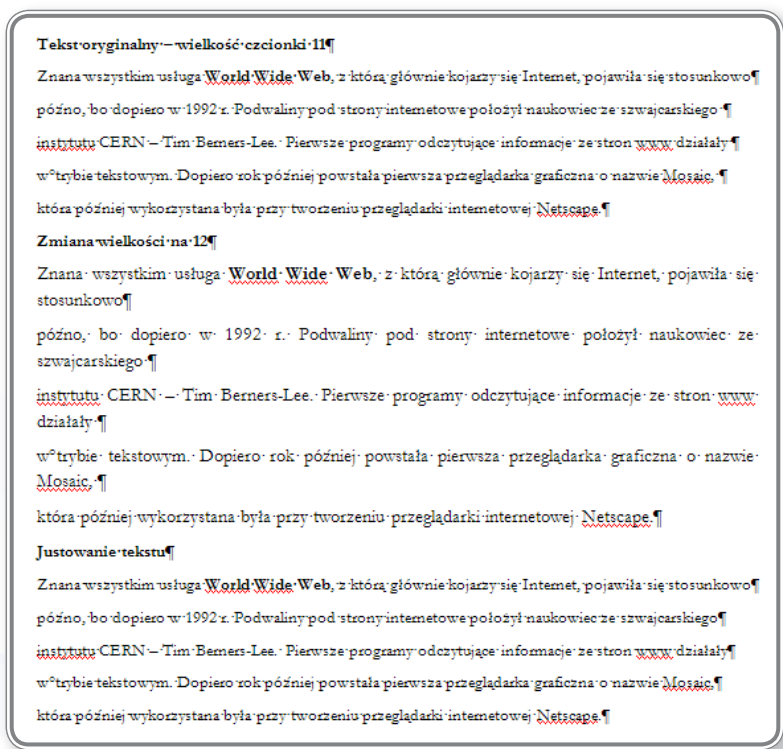 Tekst·oryginalny·–·wielkość·czcionki·11¶
Znana·wszystkim·usługa·World·Wide·Web,·z·którą·głównie·kojarzy·się·Internet,·pojawiła·się·stosunkowo¶
późno,·bo·dopiero·w·1992·r.·Podwaliny·pod·strony·internetowe·położył·naukowiec·ze·szwajcarskiego·¶
instytutu·CERN·–·Tim·Berners-Lee.·Pierwsze·programy·odczytujące·informacje·ze·stron·www·działały·¶
w°trybie·tekstowym.·Dopiero·rok·później·powstała·pierwsza·przeglądarka·graficzna·o·nazwie·Mosaic,·¶
która·później·wykorzystana·była·przy·tworzeniu·przeglądarki·internetowej·Netscape.¶
Zmiana·wielkości·na·12¶
Znana·wszystkim·usługa·World·Wide·Web,·z·którą·głównie·kojarzy·się·Internet,·pojawiła·się·
stosunkowo¶
późno,·bo·dopiero·w·1992·r.·Podwaliny·pod·strony·internetowe·położył·naukowiec·ze·
szwajcarskiego·¶
instytutu·CERN·–·Tim·Berners-Lee.·Pierwsze·programy·odczytujące·informacje·ze·stron·www·
działały·¶
w°trybie·tekstowym.·Dopiero·rok·później·powstała·pierwsza·przeglądarka·graficzna·o·nazwie·
Mosaic,·¶
która·później·wykorzystana·była·przy·tworzeniu·przeglądarki·internetowej·Netscape.¶
Justowanie·tekstu¶
Znana·wszystkim·usługa·World·Wide·Web,·z·którą·głównie·kojarzy·się·Internet,·pojawiła·się·stosunkowo¶
późno,·bo·dopiero·w·1992·r.·Podwaliny·pod·strony·internetowe·położył·naukowiec·ze·szwajcarskiego¶
instytutu·CERN·–·Tim·Berners-Lee.·Pierwsze·programy·odczytujące·informacje·ze·stron·www·działały¶
w°trybie·tekstowym.·Dopiero·rok·później·powstała·pierwsza·przeglądarka·graficzna·o·nazwie·Mosaic,¶
która·później·wykorzystana·była·przy·tworzeniu·przeglądarki·internetowej·Netscape.¶